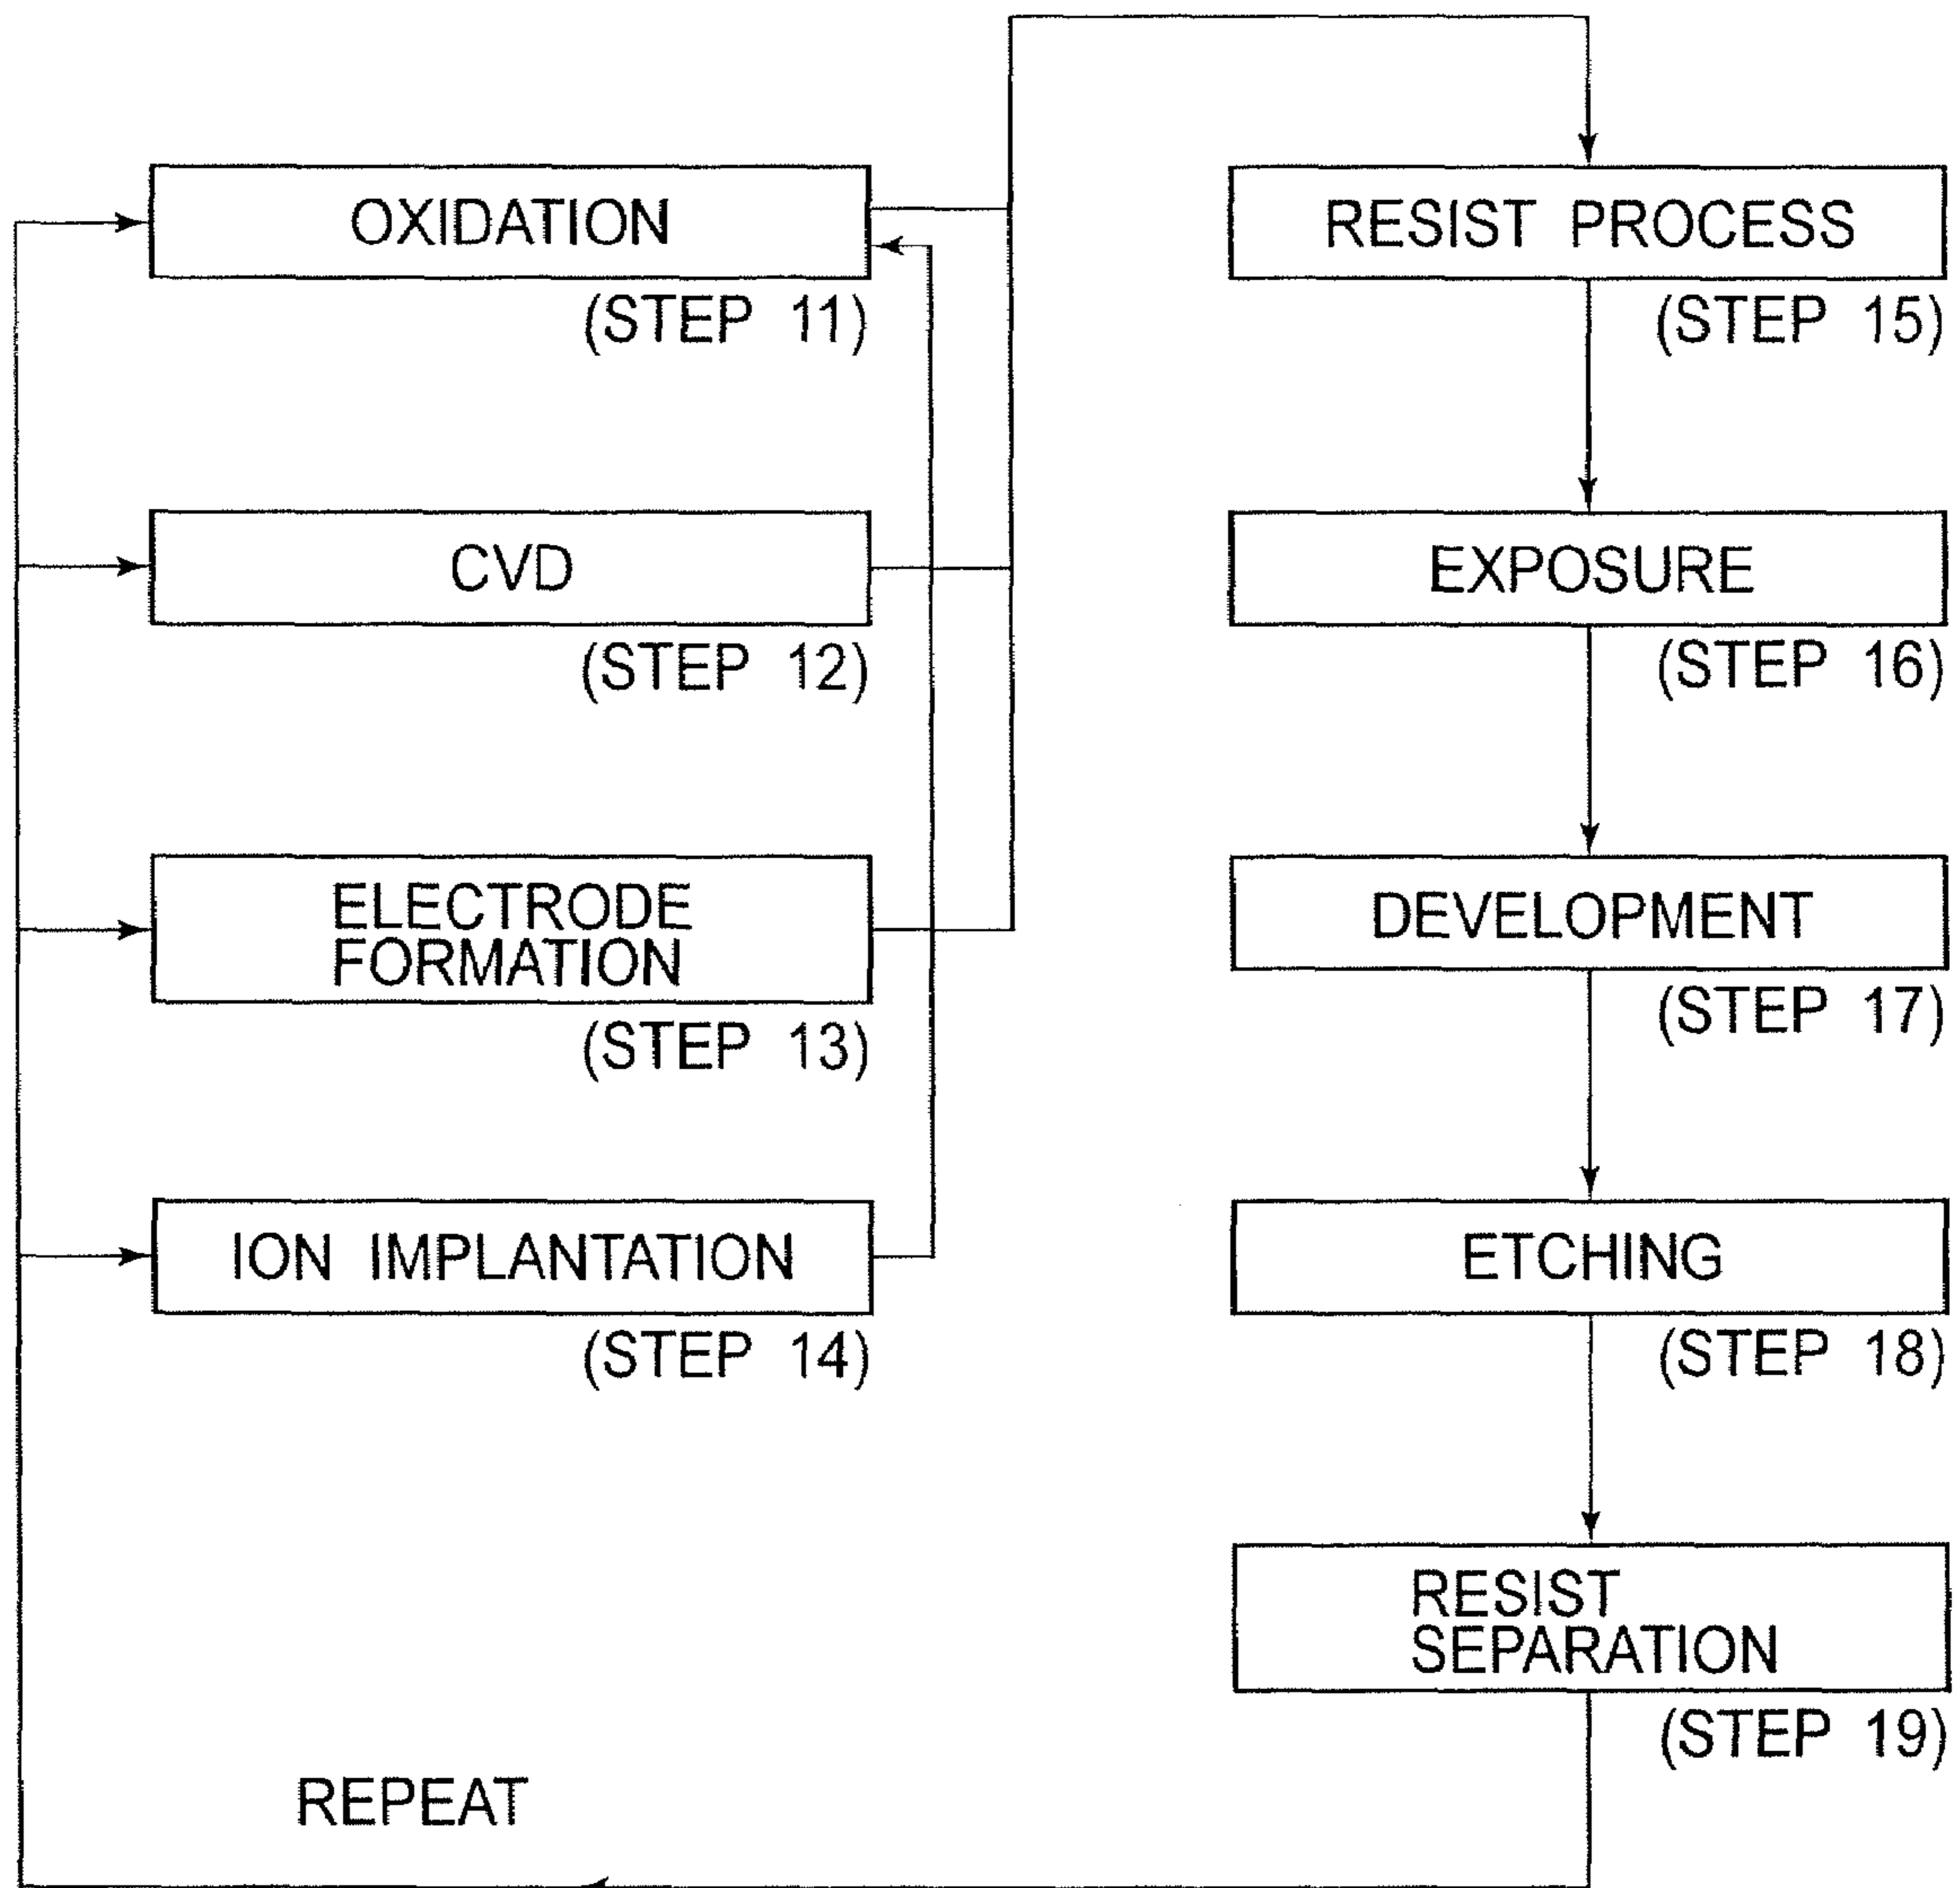 OXIDATION
(STEP 11)
CVD
(STEP 12)
ELECTRODE
FORMATION
(STEP 13)
ION IMPLANTATION
(STEP 14)
RESIST PROCESS
(STEP 15)
EXPOSURE
(STEP 16)
DEVELOPMENT
(STEP 17)
ETCHING
(STEP 18)
RESIST
SEPARATION
(STEP 19)
REPEAT